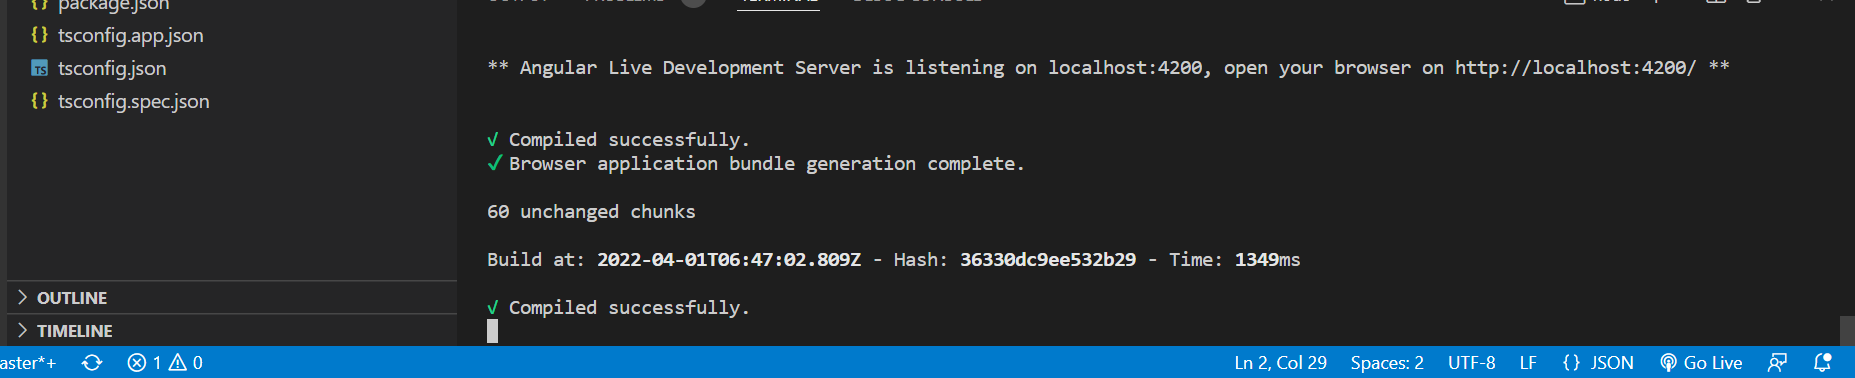 package.json
tsconfig.app.json
TS tsconfig.json
tsconfig.spec.json
OUTLINE
TIMELINE
** Angular Live Development Server is listening on localhost:4200, open your browser on http://localhost:4200/ **
√ Compiled successfully.
✔ Browser application bundle generation complete.
60 unchanged chunks
Build at: 2022-04-01T06:47:02.809Z - Hash: 36330dc9ee532b29 - Time: 1349ms
√ Compiled successfully.
aster*+ 1 0 Ln 2, Col 29 Spaces: 2 UTF-8 LF {} JSON Go Live